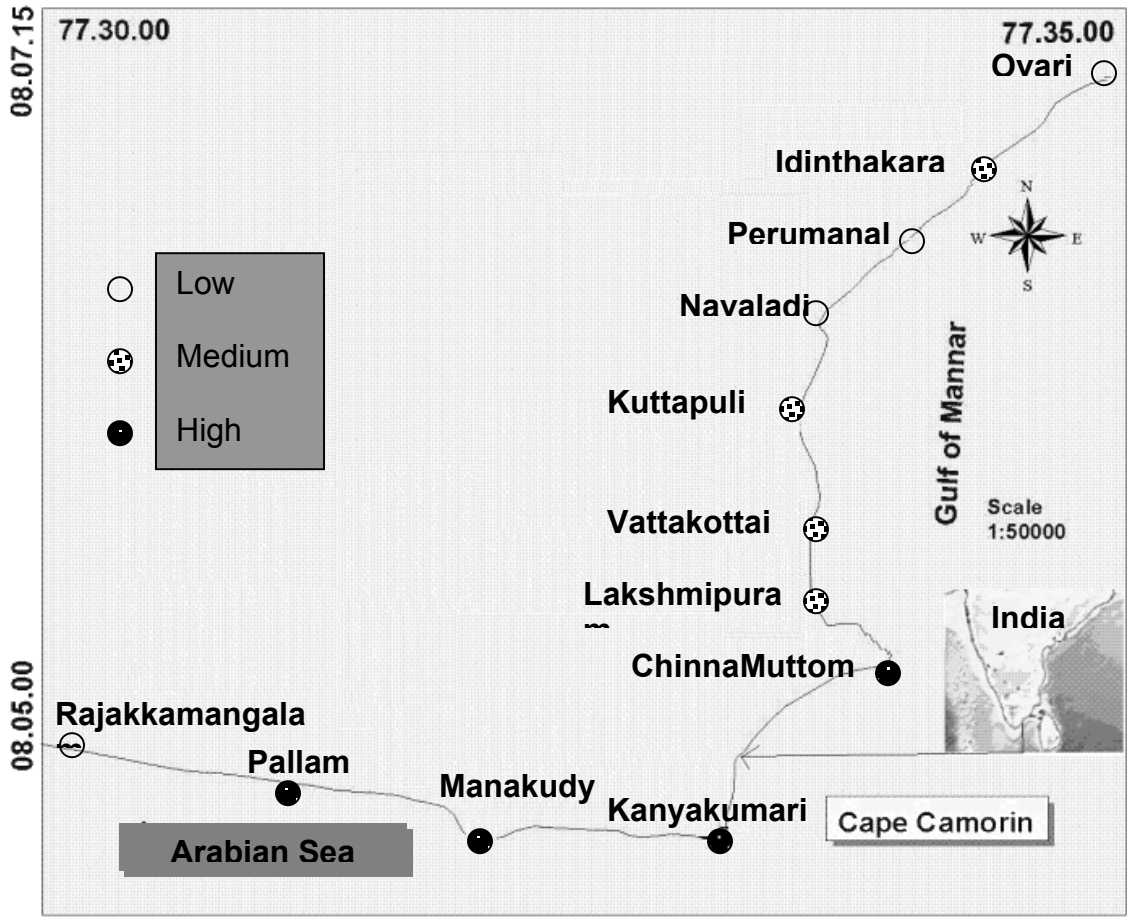 08.07.15
77.30.00
77.35.00
Ovari
Idinthakara
N
W
E
S
Perumanal
Low
Navaladi
Medium
Kuttapuli
High
Gulf of Mannar
Scale
1:50000
Vattakottai
Lakshmipura
India
ChinnaMuttom
08.05.00
Rajakkamangala
Pallam
Manakudy
Kanyakumari
Cape Camorin
Arabian Sea